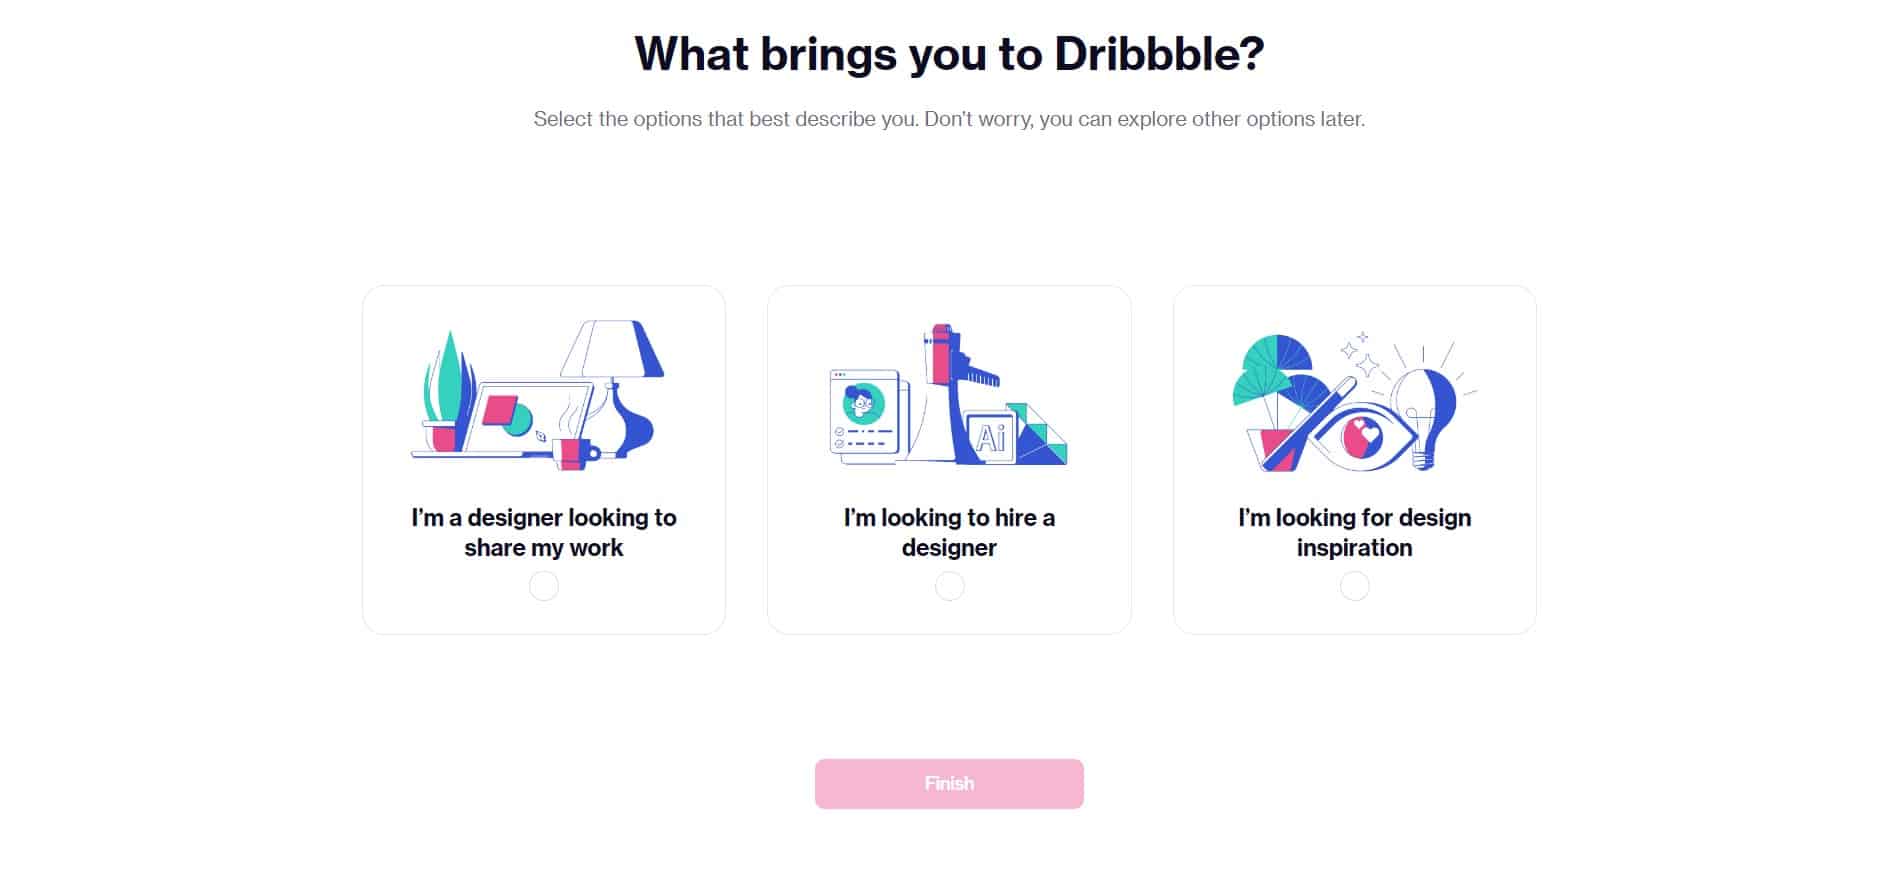 What brings you to Dribbble?
Select the options that best describe you. Don't worry, you can explore other options later.
Ai
I'm a designer looking to
share my work
I'm looking to hire a
designer
I'm looking for design
inspiration
Finish